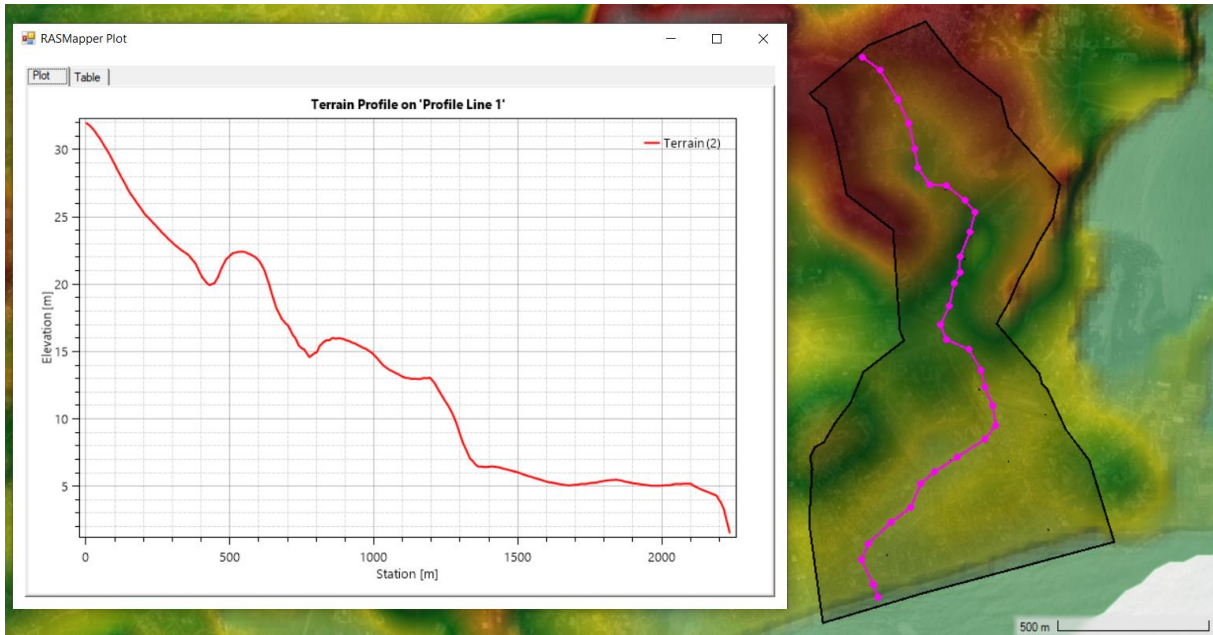 RASMapper Plot
Plot Table
Terrain Profile on 'Profile Line 1'
Terrain (2)
30
25
20
15
10
5
Elevation [m]
0 500 1000 1500 2000
Station [m]
500 m